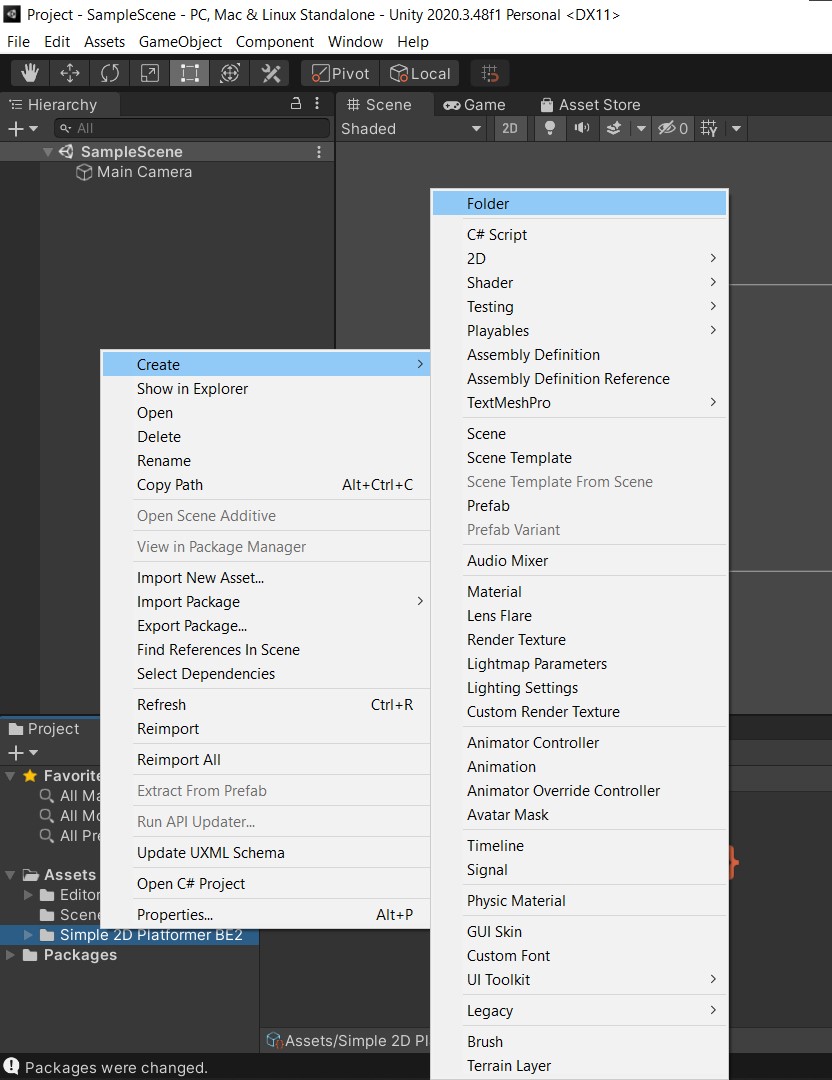 Project - SampleScene - PC, Mac & Linux Standalone - Unity 2020.3.48f1 Personal <DX11>
File Edit Assets GameObject Component Window Help
Pivot Local
Hierarchy
All
SampleScene
Main Camera
Scene Game Asset Store
Shaded 2D 0
Create
Show in Explorer
Open
Delete
Rename
Copy Path Alt+Ctrl+C
Open Scene Additive
View in Package Manager
Import New Asset...
Import Package
Export Package...
Find References In Scene
Select Dependencies
Refresh Ctrl+R
Reimport
Reimport All
Extract From Prefab
Run API Updater...
Update UXML Schema
Open C# Project
Properties... Alt+P
Folder
C# Script
2D
Shader
Testing
Playables
Assembly Definition
Assembly Definition Reference
TextMeshPro
Scene
Scene Template
Scene Template From Scene
Prefab
Prefab Variant
Audio Mixer
Material
Lens Flare
Render Texture
Lightmap Parameters
Lighting Settings
Custom Render Texture
Animator Controller
Animation
Animator Override Controller
Avatar Mask
Timeline
Signal
Physic Material
GUI Skin
Custom Font
UI Toolkit
Legacy
Brush
Terrain Layer
Project
Favorite
All Ma
All Mo
All Pre
Assets
Editor
Scene
Simple 2D Platformer BE2
Packages
Assets/Simple 2D Pl
Packages were changed.